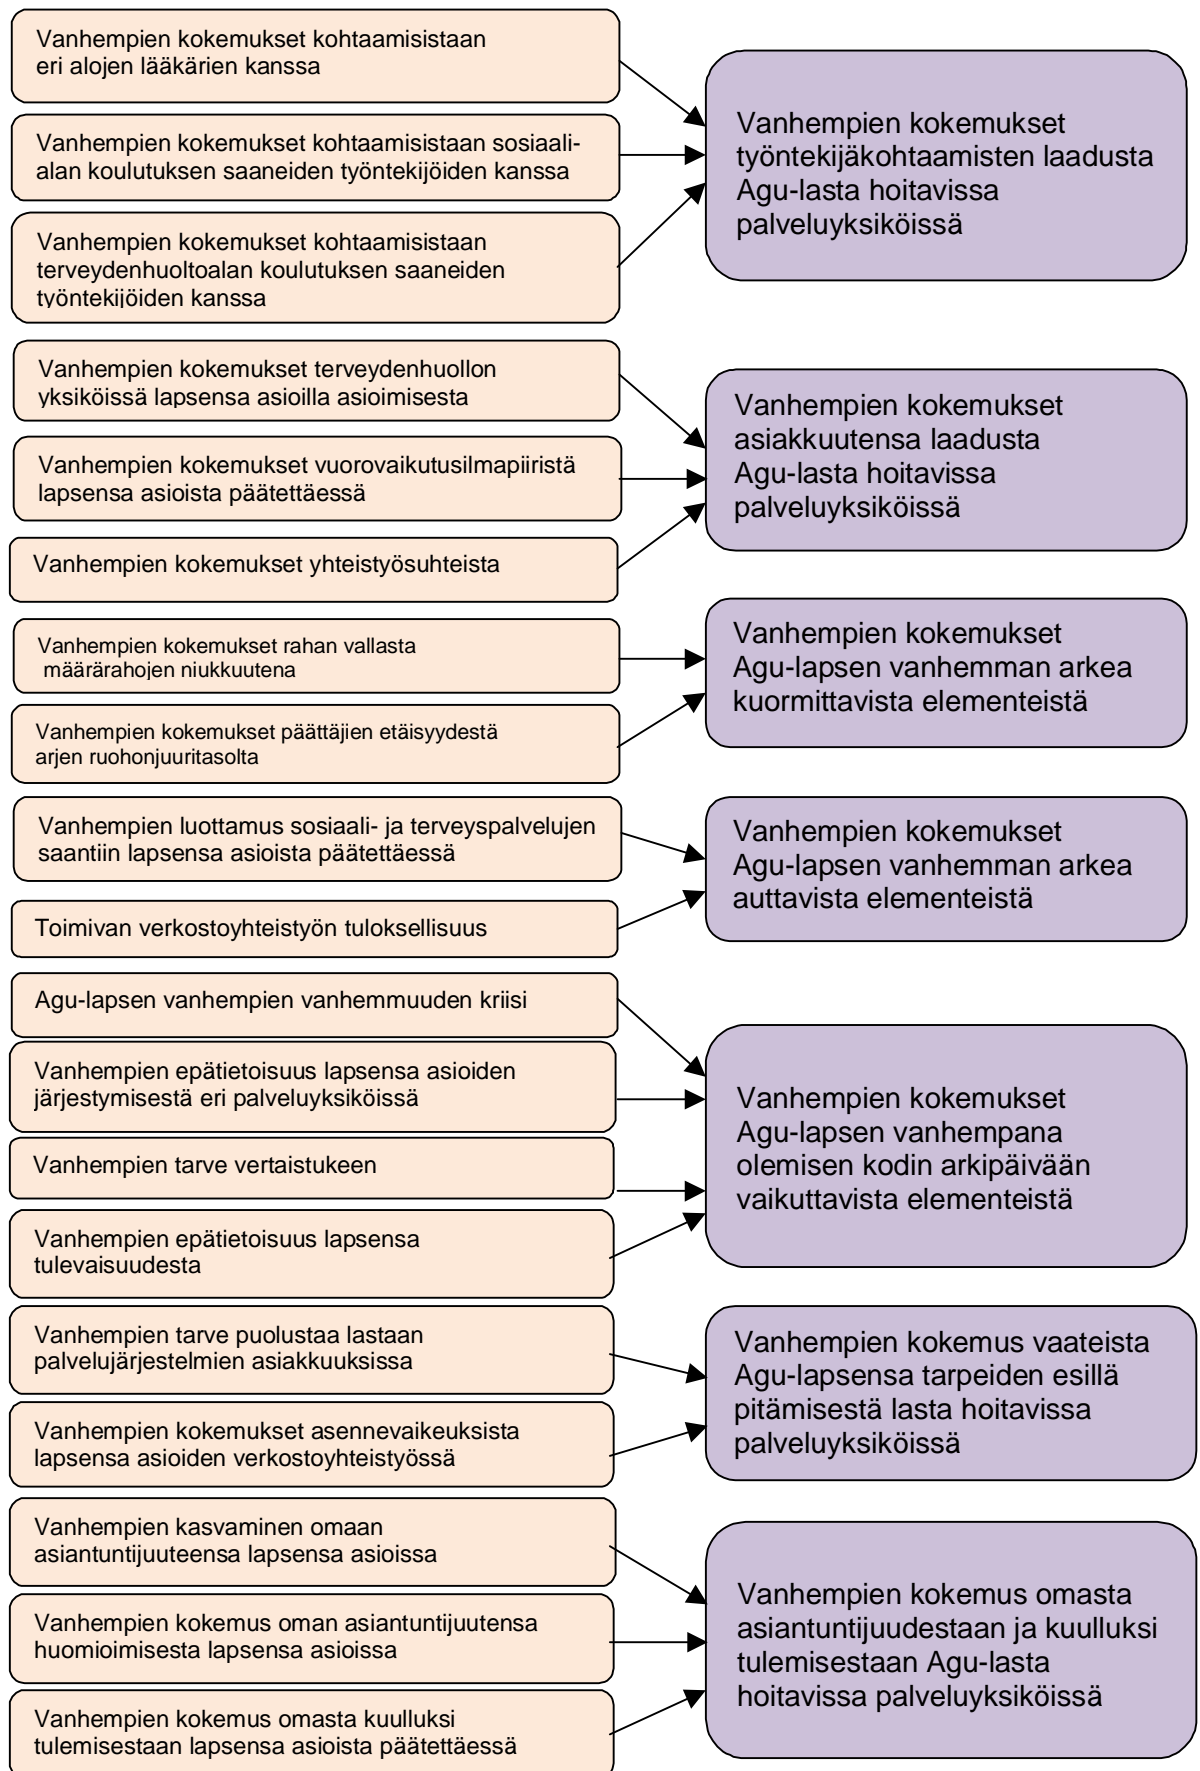 Vanhempien kokemukset kohtaamisistaan
eri alojen lääkärien kanssa
Vanhempien kokemukset kohtaamisistaan sosiaali-
alan koulutuksen saaneiden työntekijöiden kanssa
Vanhempien kokemukset kohtaamisistaan
terveydenhuoltoalan koulutuksen saaneiden
työntekijöiden kanssa
Vanhempien kokemukset
työntekijäkohtaamisten laadusta
Agu-lasta hoitavissa
palveluyksiköissä
Vanhempien kokemukset terveydenhuollon
yksiköissä lapsensa asioilla asioimisesta
Vanhempien kokemukset vuorovaikutusilmapiiristä
lapsensa asioista päätettäessä
Vanhempien kokemukset yhteistyösuhteista
Vanhempien kokemukset
asiakkuutensa laadusta
Agu-lasta hoitavissa
palveluyksiköissä
Vanhempien kokemukset rahan vallasta
määrärahojen niukkuutena
Vanhempien kokemukset päättäjien etäisyydestä
arjen ruohonjuuritasolta
Vanhempien kokemukset
Agu-lapsen vanhemman arkea
kuormittavista elementeistä
Vanhempien luottamus sosiaali- ja terveyspalvelujen
saantiin lapsensa asioista päätettäessä
Toimivan verkostoyhteistyön tuloksellisuus
Vanhempien kokemukset
Agu-lapsen vanhemman arkea
auttavista elementeistä
Agu-lapsen vanhempien vanhemmuuden kriisi
Vanhempien epätietoisuus lapsensa asioiden
järjestymisestä eri palveluyksiköissä
Vanhempien tarve vertaistukeen
Vanhempien epätietoisuus lapsensa
tulevaisuudesta
Vanhempien kokemukset
Agu-lapsen vanhempana
olemisen kodin arkipäivään
vaikuttavista elementeistä
Vanhempien tarve puolustaa lastaan
palvelujärjestelmien asiakkuuksissa
Vanhempien kokemukset asennevaikeuksista
lapsensa asioiden verkostoyhteistyössä
Vanhempien kokemus vaateista
Agu-lapsensa tarpeiden esillä
pitämisestä lasta hoitavissa
palveluyksiköissä
Vanhempien kasvaminen omaan
asiantuntijuuteensa lapsensa asioissa
Vanhempien kokemus oman asiantuntijuutensa
huomioimisesta lapsensa asioissa
Vanhempien kokemus omasta kuulluksi
tulemisestaan lapsensa asioista päätettäessä
Vanhempien kokemus omasta
asiantuntijuudestaan ja kuulluksi
tulemisestaan Agu-lasta
hoitavissa palveluyksiköissä